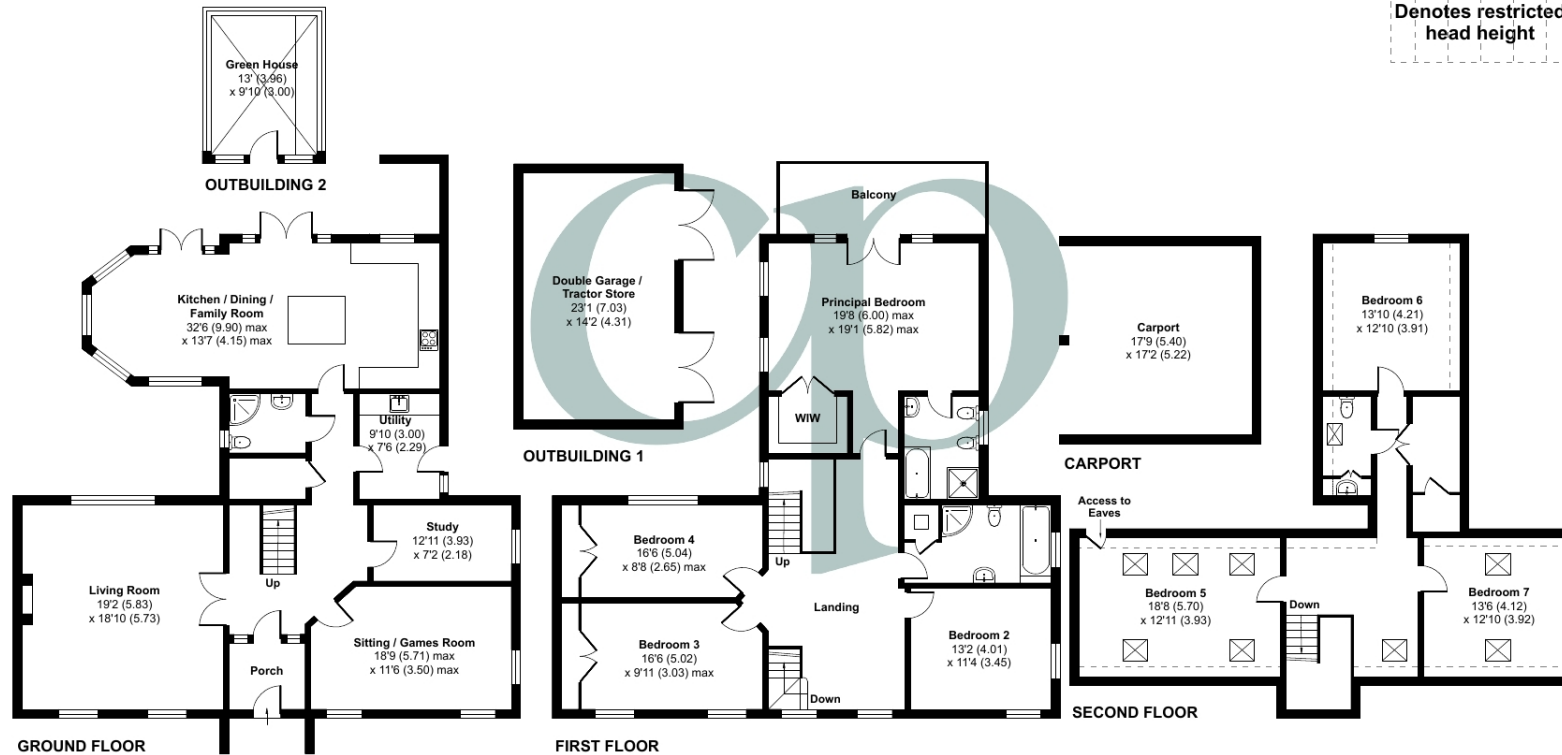 Denotes restricted
head height
Green House
13' (3.96)
x 9'10 (3.00)
OUTBUILDING 2
Kitchen / Dining /
Family Room
32'6 (9.90) max
x 13'7 (4.15) max
Utility
9'10 (3.00)
x 7'6 (2.29)
Study
12'11 (3.93)
x 7'2 (2.18)
Living Room
19'2 (5.83)
x 18'10 (5.73)
Up
Sitting / Games Room
18'9 (5.71) max
x 11'6 (3.50) max
Porch
GROUND FLOOR
Double Garage /
Tractor Store
23'1 (7.03)
x 14'2 (4.31)
OUTBUILDING 1
cp
Balcony
Principal Bedroom
19'8 (6.00) max
x 19'1 (5.82) max
WIW
Bedroom 4
16'6 (5.04)
x 8'8 (2.65) max
Up
Landing
Bedroom 3
16'6 (5.02)
x 9'11 (3.03) max
Bedroom 2
13'2 (4.01)
x 11'4 (3.45)
Down
FIRST FLOOR
Carport
17'9 (5.40)
x 17'2 (5.22)
CARPORT
Bedroom 6
13'10 (4.21)
x 12'10 (3.91)
Access to
Eaves
Bedroom 5
18'8 (5.70)
x 12'11 (3.93)
Down
Bedroom 7
13'6 (4.12)
x 12'10 (3.92)
SECOND FLOOR